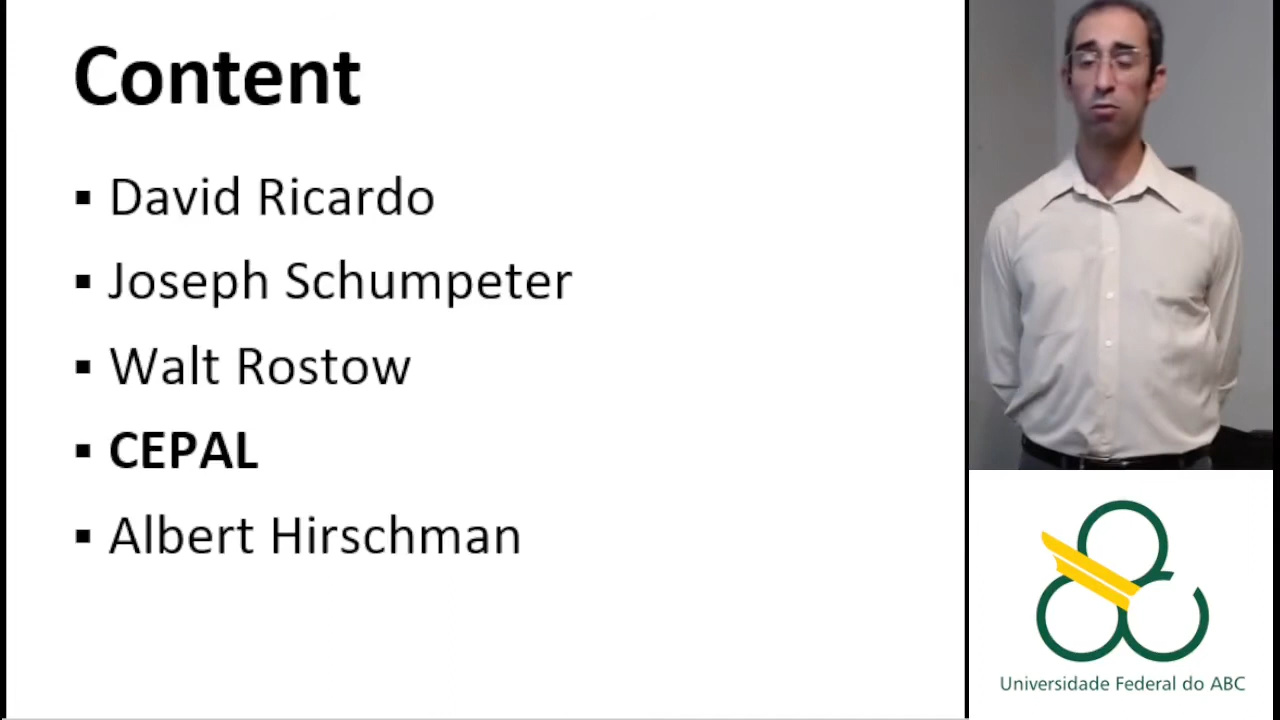 Content
▪ David Ricardo
▪ Joseph Schumpeter
▪ Walt Rostow
▪ CEPAL
▪ Albert Hirschman
Universidade Federal do ABC